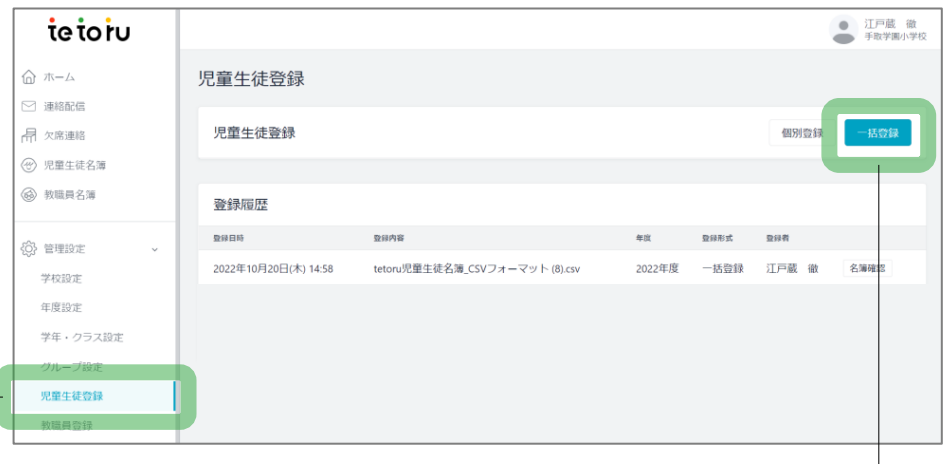 tetoru
江戸蔵 徹
手取学園小学校
ホーム
連絡配信
欠席連絡
児童生徒名簿
教職員名簿
管理設定
学校設定
年度設定
学年・クラス設定
グループ設定
児童生徒登録
教職員登録
児童生徒登録
児童生徒登録
個別登録
一括登録
登録履歴
登録日時 登録内容 年度 登録形式 登録者
2022年10月20日(木) 14:58 tetoru児童生徒名簿_CSVフォーマット (8).csv 2022年度 一括登録 江戸蔵 徹 名簿確認